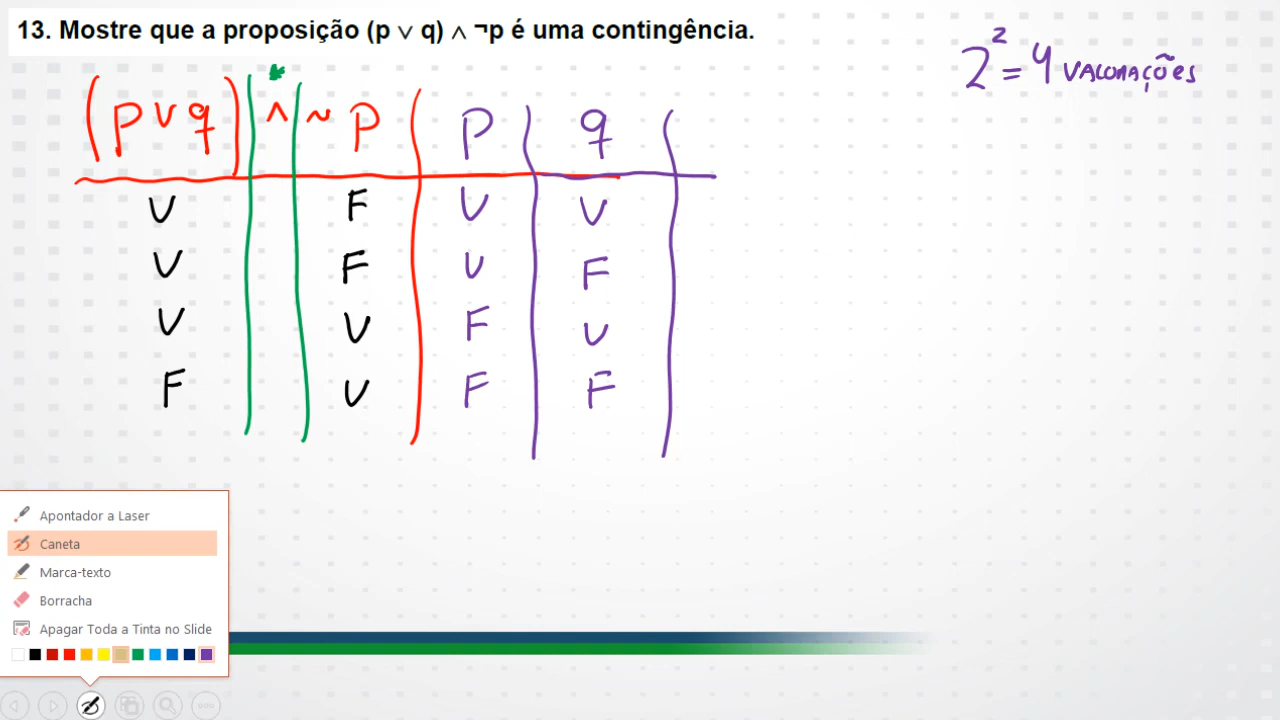 13. Mostre que a proposição (p ∨ q) ∧ ¬p é uma contingência.
2² = 4 VALORAÇÕES
(p ∨ q) ∧ ~ p p q
V F V V
V F V F
V V F V
F V F F
Apontador a Laser
Caneta
Marca-texto
Borracha
Apagar Toda a Tinta no Slide